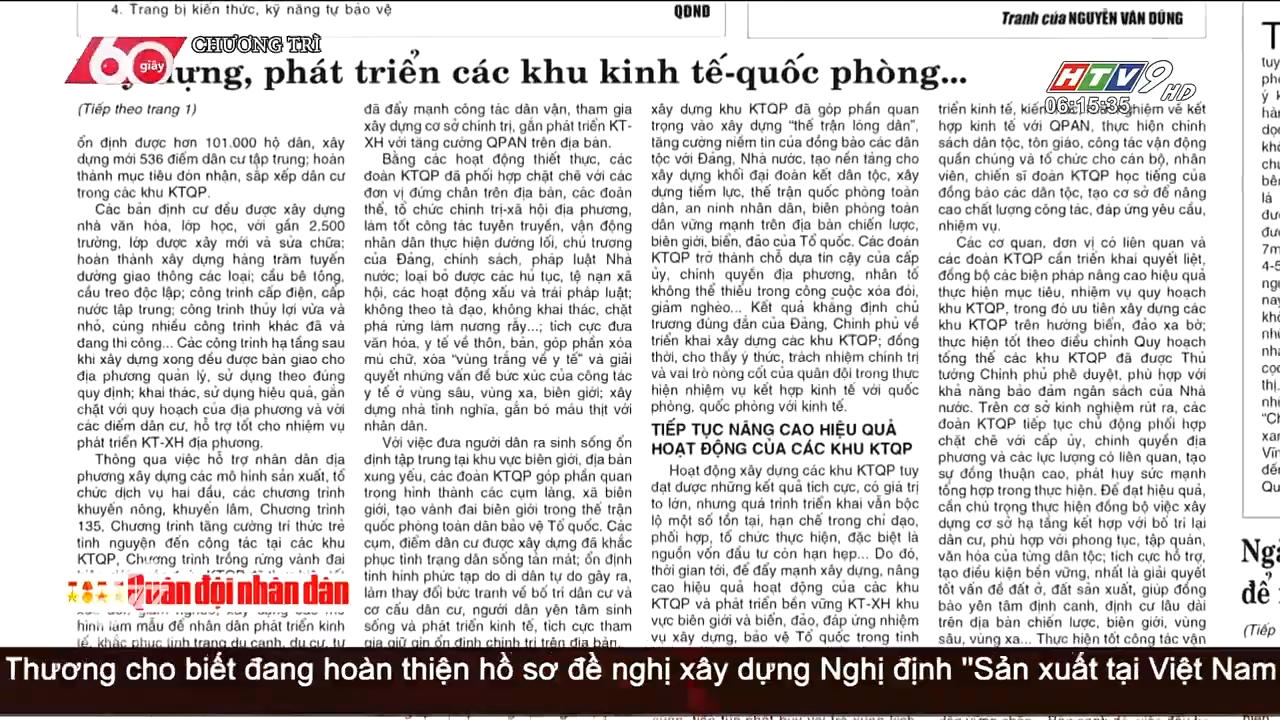 4. Trang bị kiến thức, kỹ năng tự bảo vệ
QĐND
Tranh của NGUYỄN VĂN DŨNG
60 giây
CHƯƠNG TRÌ
dựng, phát triển các khu kinh tế-quốc phòng...
HTV9 HD
06:15:35
(Tiếp theo trang 1)
ổn định được hơn 101.000 hộ dân, xây
dựng mới 536 điểm dân cư tập trung; hoàn
thành mục tiêu đón nhận, sắp xếp dân cư
trong các khu KTQP.
Các bản định cư đều được xây dựng
nhà văn hóa, lớp học, với gần 2.500
trường, lớp được xây mới và sửa chữa;
hoàn thành xây dựng hàng trăm tuyến
đường giao thông các loại; cầu bê tông,
cầu treo độc lập; công trình cấp điện, cấp
nước tập trung; công trình thủy lợi vừa và
nhỏ, cùng nhiều công trình khác đã và
đang thi công... Các công trình hạ tầng sau
khi xây dựng xong đều được bàn giao cho
địa phương quản lý, sử dụng theo đúng
quy định; khai thác, sử dụng hiệu quả, gắn
chặt với quy hoạch của địa phương và với
các điểm dân cư, hỗ trợ tốt cho nhiệm vụ
phát triển KT-XH địa phương.
Thông qua việc hỗ trợ nhân dân địa
phương xây dựng các mô hình sản xuất, tổ
chức dịch vụ hai đầu, các chương trình
khuyến nông, khuyến lâm, Chương trình
135, Chương trình tăng cường trí thức trẻ
tình nguyện đến công tác tại các khu
KTQP, Chương trình trồng rừng vành đai
Quân đội nhân dân
hình làm mẫu để nhân dân phát triển kinh
tế, khắc phục tình trạng du canh, du cư, tự
đã đẩy mạnh công tác dân vận, tham gia
xây dựng cơ sở chính trị, gắn phát triển KT-
XH với tăng cường QPAN trên địa bàn.
Bằng các hoạt động thiết thực, các
đoàn KTQP đã phối hợp chặt chẽ với các
đơn vị đứng chân trên địa bàn, các đoàn
thể, tổ chức chính trị-xã hội địa phương,
làm tốt công tác tuyên truyền, vận động
nhân dân thực hiện đường lối, chủ trương
của Đảng, chính sách, pháp luật Nhà
nước; loại bỏ được các hủ tục, tệ nạn xã
hội, các hoạt động xấu và trái pháp luật;
không theo tà đạo, không khai thác, chặt
phá rừng làm nương rẫy...; tích cực đưa
văn hóa, y tế về thôn, bản, góp phần xóa
mù chữ, xóa “vùng trắng về y tế” và giải
quyết những vấn đề bức xúc của công tác
y tế ở vùng sâu, vùng xa, biên giới; xây
dựng nhà tình nghĩa, gắn bó máu thịt với
nhân dân.
Với việc đưa người dân ra sinh sống ổn
định tập trung tại khu vực biên giới, địa bàn
xung yếu, các đoàn KTQP góp phần quan
trọng hình thành các cụm làng, xã biên
giới, tạo vành đai biên giới trong thế trận
quốc phòng toàn dân bảo vệ Tổ quốc. Các
cụm, điểm dân cư được xây dựng đã khắc
phục tình trạng dân sống tản mát; ổn định
tình hình phức tạp do di dân tự do gây ra,
làm thay đổi bức tranh về bố trí dân cư và
cơ cấu dân cư, người dân yên tâm sinh
sống và phát triển kinh tế, tích cực tham
gia giữ gìn ổn định chính trị trên địa bàn.
xây dựng khu KTQP đã góp phần quan
trọng vào xây dựng “thế trận lòng dân”,
tăng cường niềm tin của đồng bào các dân
tộc với Đảng, Nhà nước, tạo nền tảng cho
xây dựng khối đại đoàn kết dân tộc, xây
dựng tiềm lực, thế trận quốc phòng toàn
dân, an ninh nhân dân, biên phòng toàn
dân vững mạnh trên địa bàn chiến lược,
biên giới, biển, đảo của Tổ quốc. Các đoàn
KTQP trở thành chỗ dựa tin cậy của cấp
ủy, chính quyền địa phương, nhân tố
không thể thiếu trong công cuộc xóa đói,
giảm nghèo... Kết quả khẳng định chủ
trương đúng đắn của Đảng, Chính phủ về
triển khai xây dựng các khu KTQP; đồng
thời, cho thấy ý thức, trách nhiệm chính trị
và vai trò nòng cốt của quân đội trong thực
hiện nhiệm vụ kết hợp kinh tế với quốc
phòng, quốc phòng với kinh tế.
TIẾP TỤC NÂNG CAO HIỆU QUẢ
HOẠT ĐỘNG CỦA CÁC KHU KTQP
Hoạt động xây dựng các khu KTQP tuy
đạt được những kết quả tích cực, có giá trị
to lớn, nhưng quá trình triển khai vẫn bộc
lộ một số tồn tại, hạn chế trong chỉ đạo,
phối hợp, tổ chức thực hiện, đặc biệt là
nguồn vốn đầu tư còn hạn hẹp... Do đó,
thời gian tới, để đẩy mạnh xây dựng, nâng
cao hiệu quả hoạt động của các khu
KTQP và phát triển bền vững KT-XH khu
vực biên giới và biển, đảo, đáp ứng nhiệm
vụ xây dựng, bảo vệ Tổ quốc trong tình
triển kinh tế, kiến nghiệm về kết
hợp kinh tế với QPAN, thực hiện chính
sách dân tộc, tôn giáo, công tác vận động
quần chúng và tổ chức cho cán bộ, nhân
viên, chiến sĩ đoàn KTQP học tiếng của
đồng bào các dân tộc, tạo cơ sở để nâng
cao chất lượng công tác, đáp ứng yêu cầu,
nhiệm vụ.
Các cơ quan, đơn vị có liên quan và
các đoàn KTQP cần triển khai quyết liệt,
đồng bộ các biện pháp nâng cao hiệu quả
thực hiện mục tiêu, nhiệm vụ quy hoạch
khu KTQP, trong đó ưu tiên xây dựng các
khu KTQP trên hướng biển, đảo xa bờ;
thực hiện tốt theo điều chỉnh Quy hoạch
tổng thể các khu KTQP đã được Thủ
tướng Chính phủ phê duyệt, phù hợp với
khả năng bảo đảm ngân sách của Nhà
nước. Trên cơ sở kinh nghiệm rút ra, các
đoàn KTQP tiếp tục chủ động phối hợp
chặt chẽ với cấp ủy, chính quyền địa
phương và các lực lượng có liên quan, tạo
sự đồng thuận cao, phát huy sức mạnh
tổng hợp trong thực hiện. Để đạt hiệu quả,
cần chú trọng thực hiện đồng bộ việc xây
dựng cơ sở hạ tầng kết hợp với bố trí lại
dân cư, phù hợp với phong tục, tập quán,
văn hóa của từng dân tộc; tích cực hỗ trợ,
tạo điều kiện bền vững, nhất là giải quyết
tốt vấn đề đất ở, đất sản xuất, giúp đồng
bào yên tâm định canh, định cư lâu dài
trên địa bàn chiến lược, biên giới, vùng
sâu, vùng xa... Thực hiện tốt công tác vận
(Tiếp
Thương cho biết đang hoàn thiện hồ sơ đề nghị xây dựng Nghị định "Sản xuất tại Việt Nam